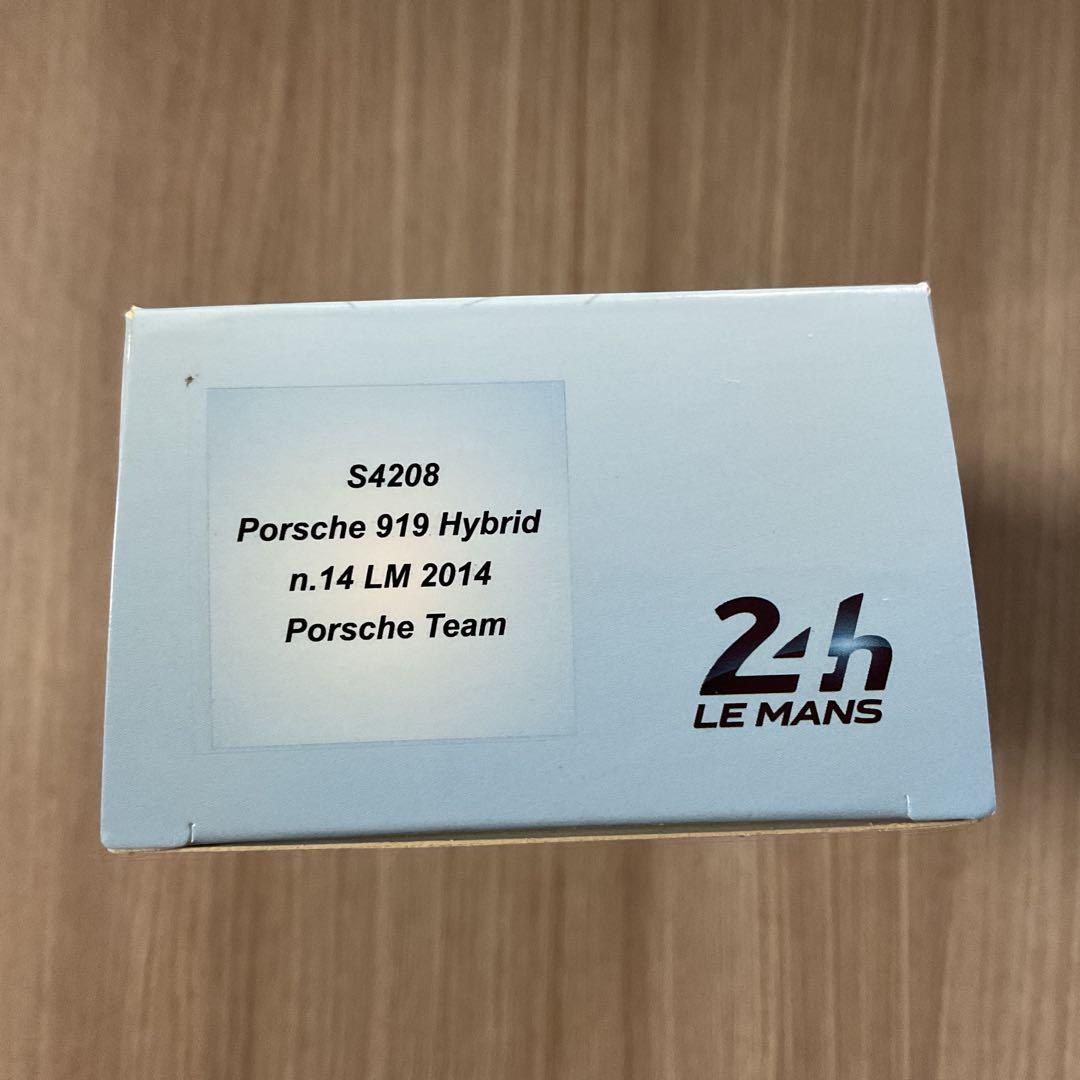 S4208
Porsche 919 Hybrid
n.14 LM 2014
Porsche Team
24h
LE MANS